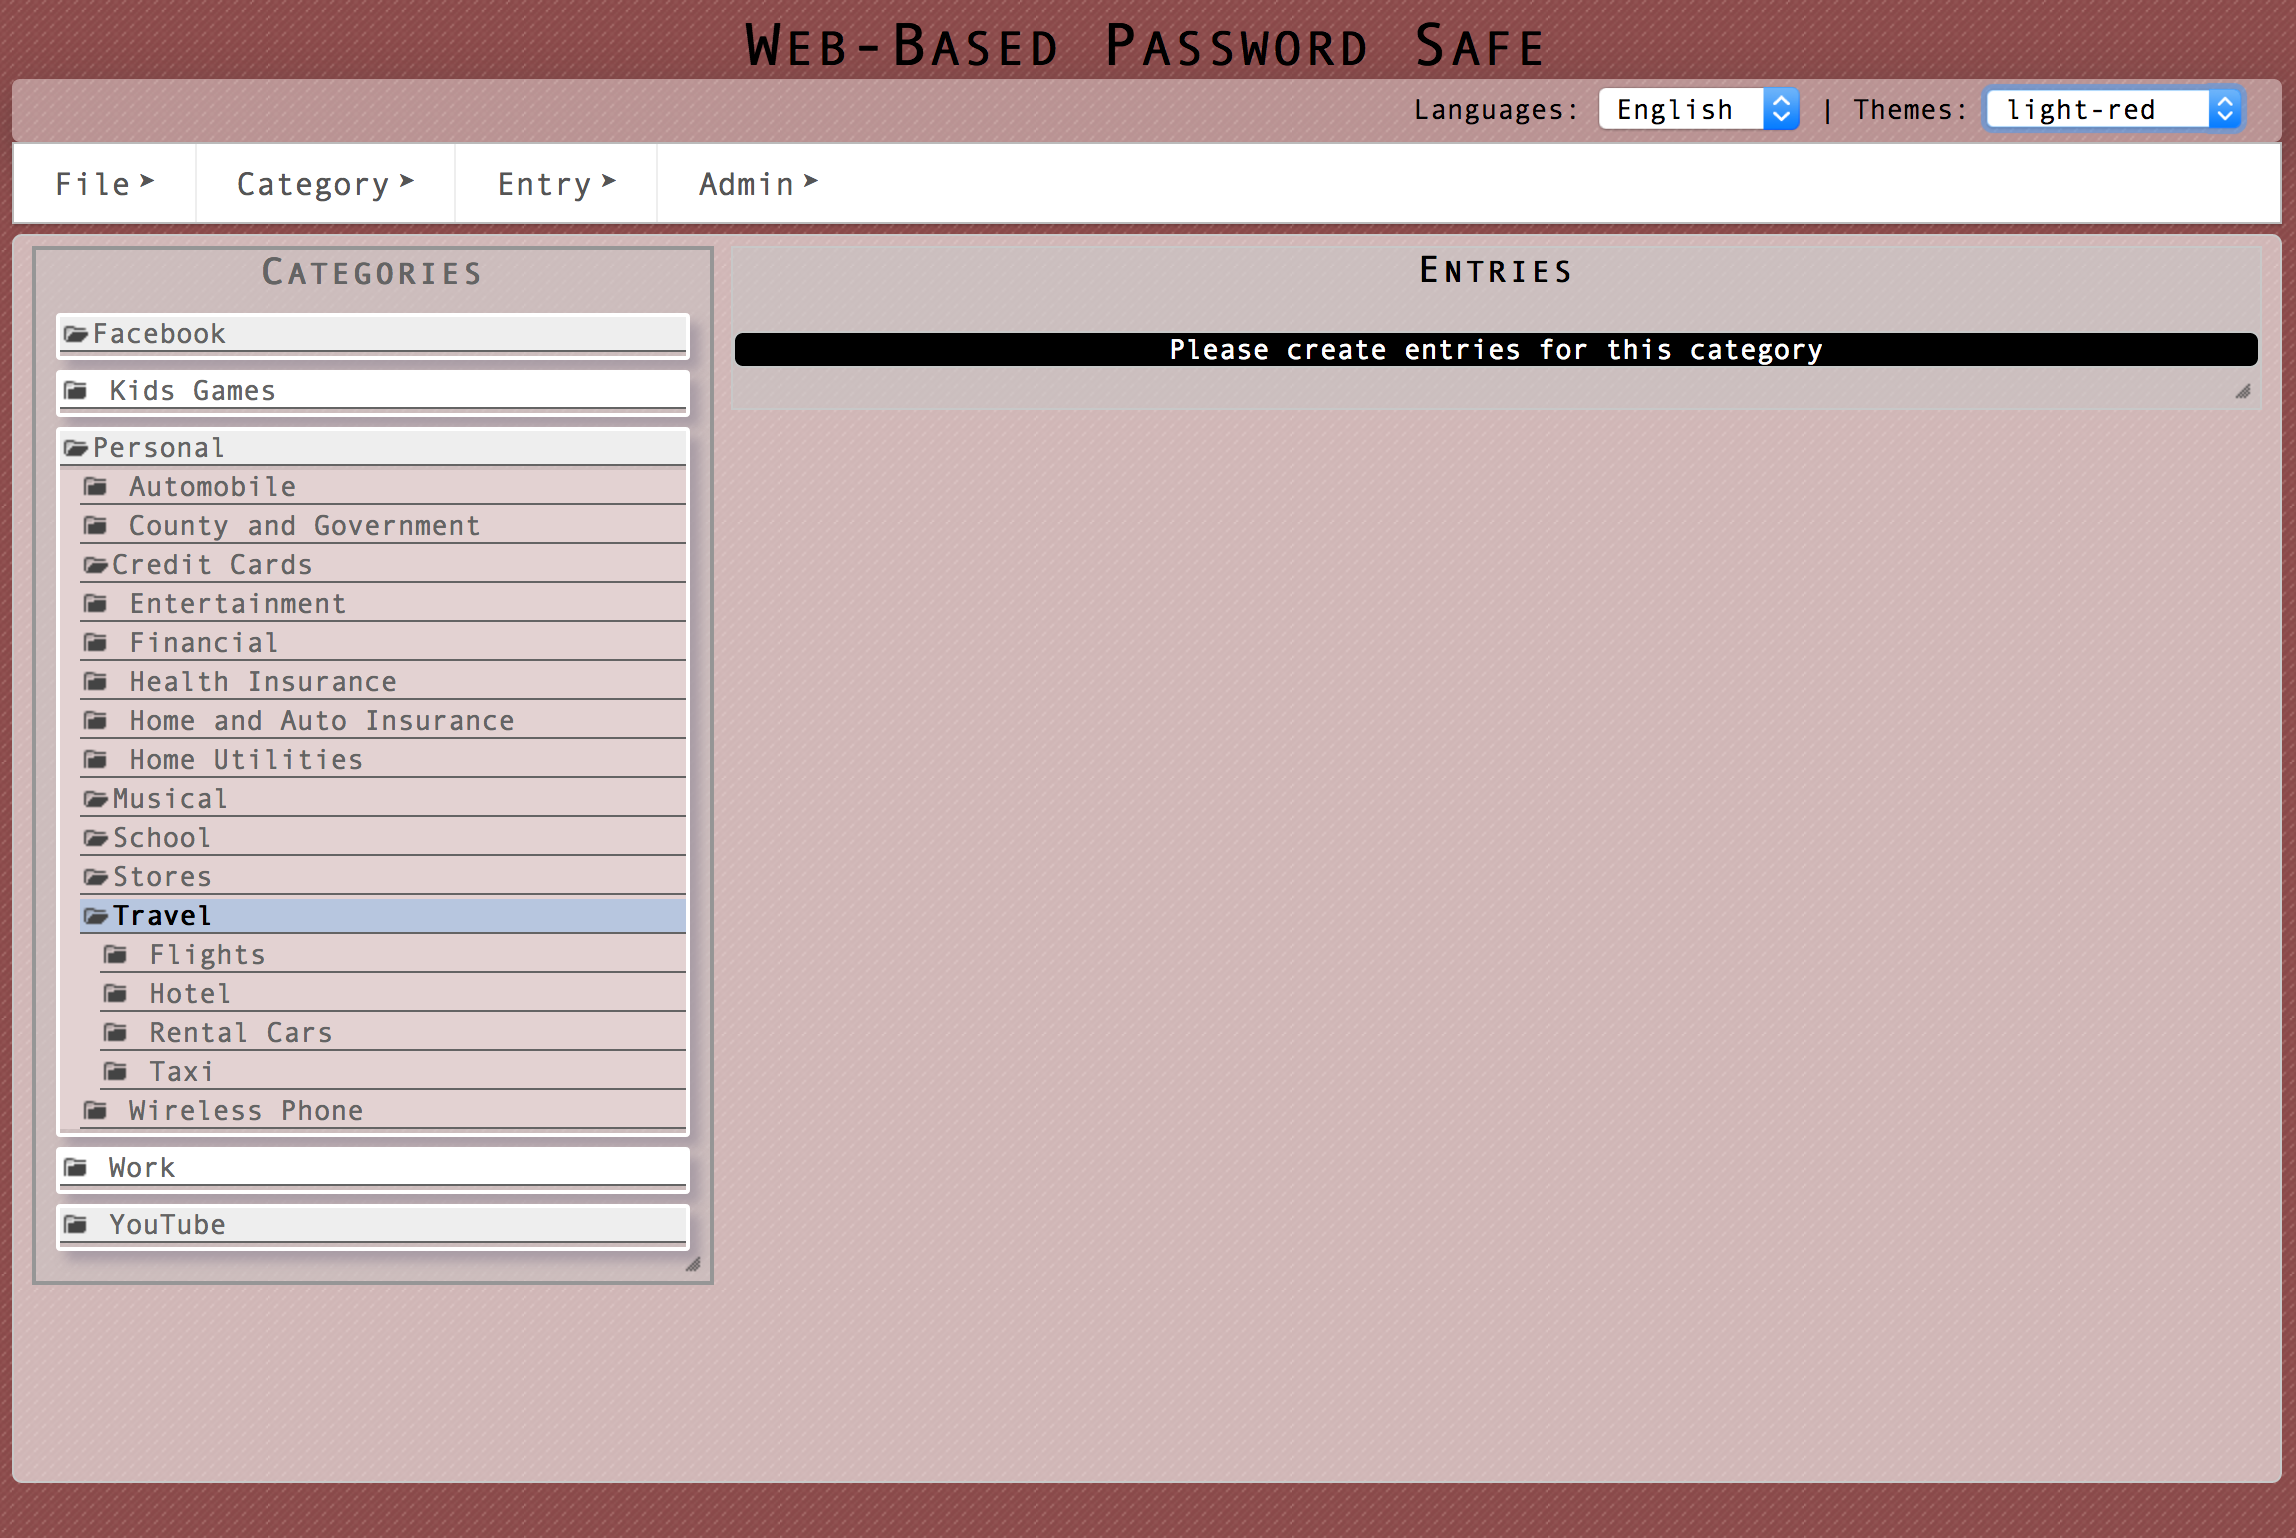 Web-Based Password Safe
Languages: English | Themes: light-red
File Category Entry Admin
Categories
Facebook
Kids Games
Personal
Automobile
County and Government
Credit Cards
Entertainment
Financial
Health Insurance
Home and Auto Insurance
Home Utilities
Musical
School
Stores
Travel
Flights
Hotel
Rental Cars
Taxi
Wireless Phone
Work
YouTube
Entries
Please create entries for this category